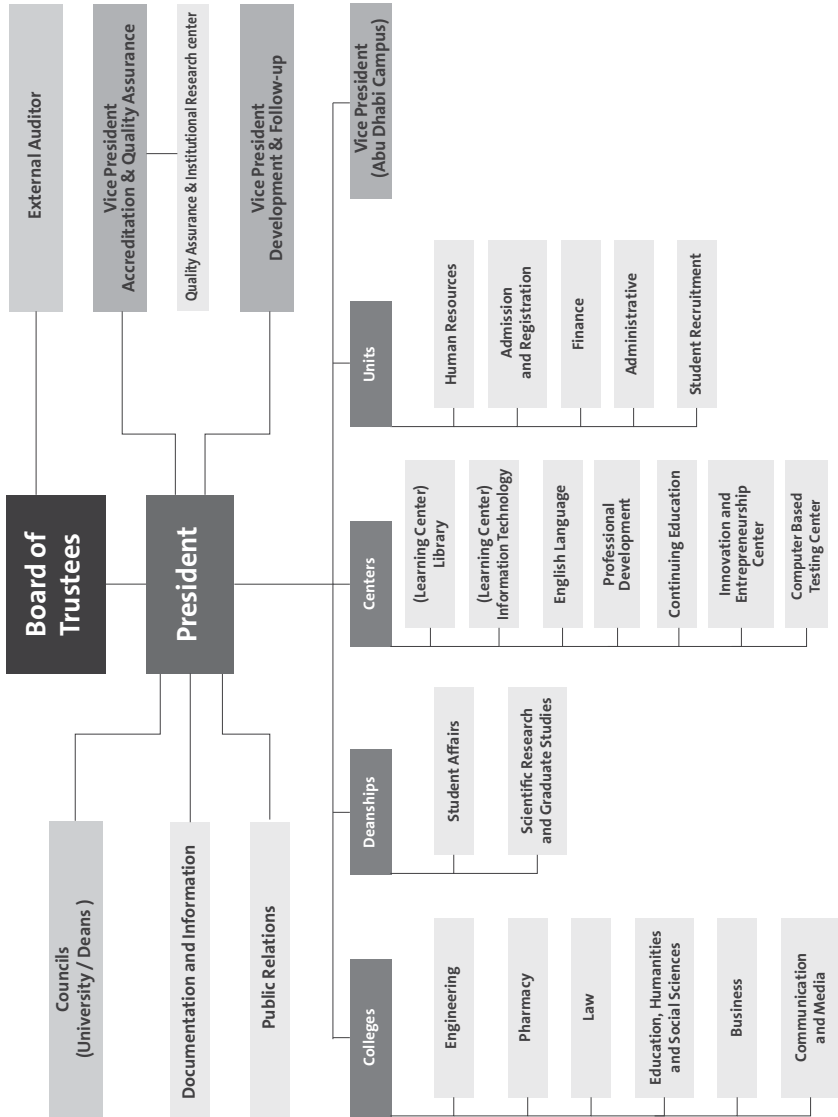 Board of
Trustees
External Auditor
President
Councils
(University / Deans )
Documentation and Information
Public Relations
Vice President
Accreditation & Quality Assurance
Quality Assurance & Institutional Research center
Vice President
Development & Follow-up
Colleges
Engineering
Pharmacy
Law
Education, Humanities
and Social Sciences
Business
Communication
and Media
Deanships
Student Affairs
Scientific Research
and Graduate Studies
Centers
(Learning Center)
Library
(Learning Center)
Information Technology
English Language
Professional
Development
Continuing Education
Innovation and
Entrepreneurship
Center
Computer Based
Testing Center
Units
Human Resources
Admission
and Registration
Finance
Administrative
Student Recruitment
Vice President
(Abu Dhabi Campus)